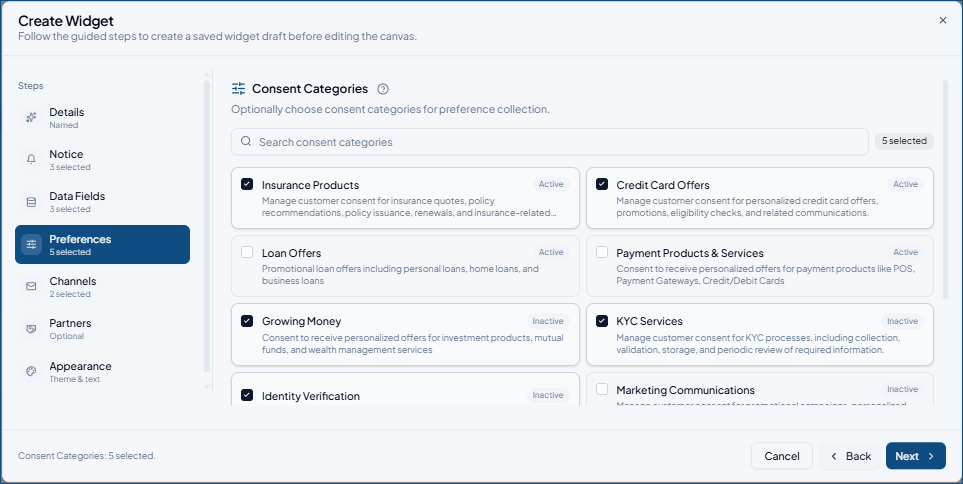 Create Widget
Follow the guided steps to create a saved widget draft before editing the canvas.
Steps
Details
Named
Notice
3 selected
Data Fields
3 selected
Preferences
5 selected
Channels
2 selected
Partners
Optional
Appearance
Theme & text
Consent Categories
Optionally choose consent categories for preference collection.
Search consent categories
5 selected
Insurance Products
Active
Manage customer consent for insurance quotes, policy
recommendations, policy issuance, renewals, and insurance-related...
Credit Card Offers
Active
Manage customer consent for personalized credit card offers,
promotions, eligibility checks, and related communications.
Loan Offers
Active
Promotional loan offers including personal loans, home loans, and
business loans
Payment Products & Services
Active
Consent to receive personalized offers for payment products like POS,
Payment Gateways, Credit/Debit Cards
Growing Money
Inactive
Consent to receive personalized offers for investment products, mutual
funds, and wealth management services
KYC Services
Inactive
Manage customer consent for KYC processes, including collection,
validation, storage, and periodic review of required information.
Identity Verification
Inactive
Marketing Communications
Inactive
Manage customer consent for promotional campaigns, personalized
Consent Categories: 5 selected.
Cancel
Back
Next